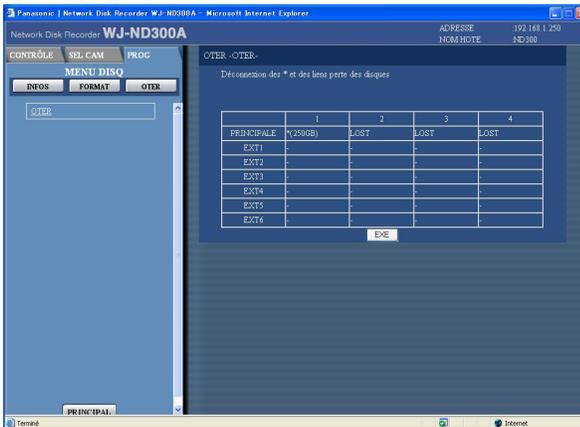 Panasonic | Network Disk Recorder WJ-ND300A - Microsoft Internet Explorer
Network Disk Recorder WJ-ND300A
ADRESSE :192.168.1.250
NOM HOTE :ND300
CONTRÔLE SEL CAM PROG
MENU DISQ
INFOS FORMAT OTER
OTER
OTER -OTER-
Déconnexion des * et des liens perte des disques
1 2 3 4
PRINCIPALE *(250GB) LOST LOST LOST
EXT1 - - - -
EXT2 - - - -
EXT3 - - - -
EXT4 - - - -
EXT5 - - - -
EXT6 - - - -
EXE
PRINCIPAL
Terminé
Internet